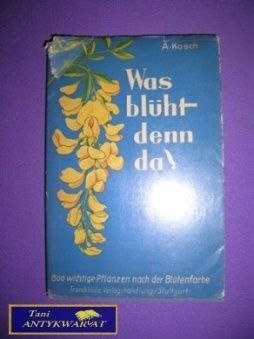 A. Kosch
Was
blüht
denn
da?
600 wichtige Pflanzen nach der Blütenfarbe
Franckh'sche Verlagshandlung / Stuttgart
Tani
ANTYKWARIAT